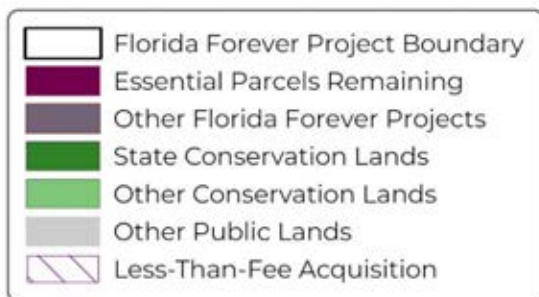 Florida Forever Project Boundary
Essential Parcels Remaining
Other Florida Forever Projects
State Conservation Lands
Other Conservation Lands
Other Public Lands
Less-Than-Fee Acquisition